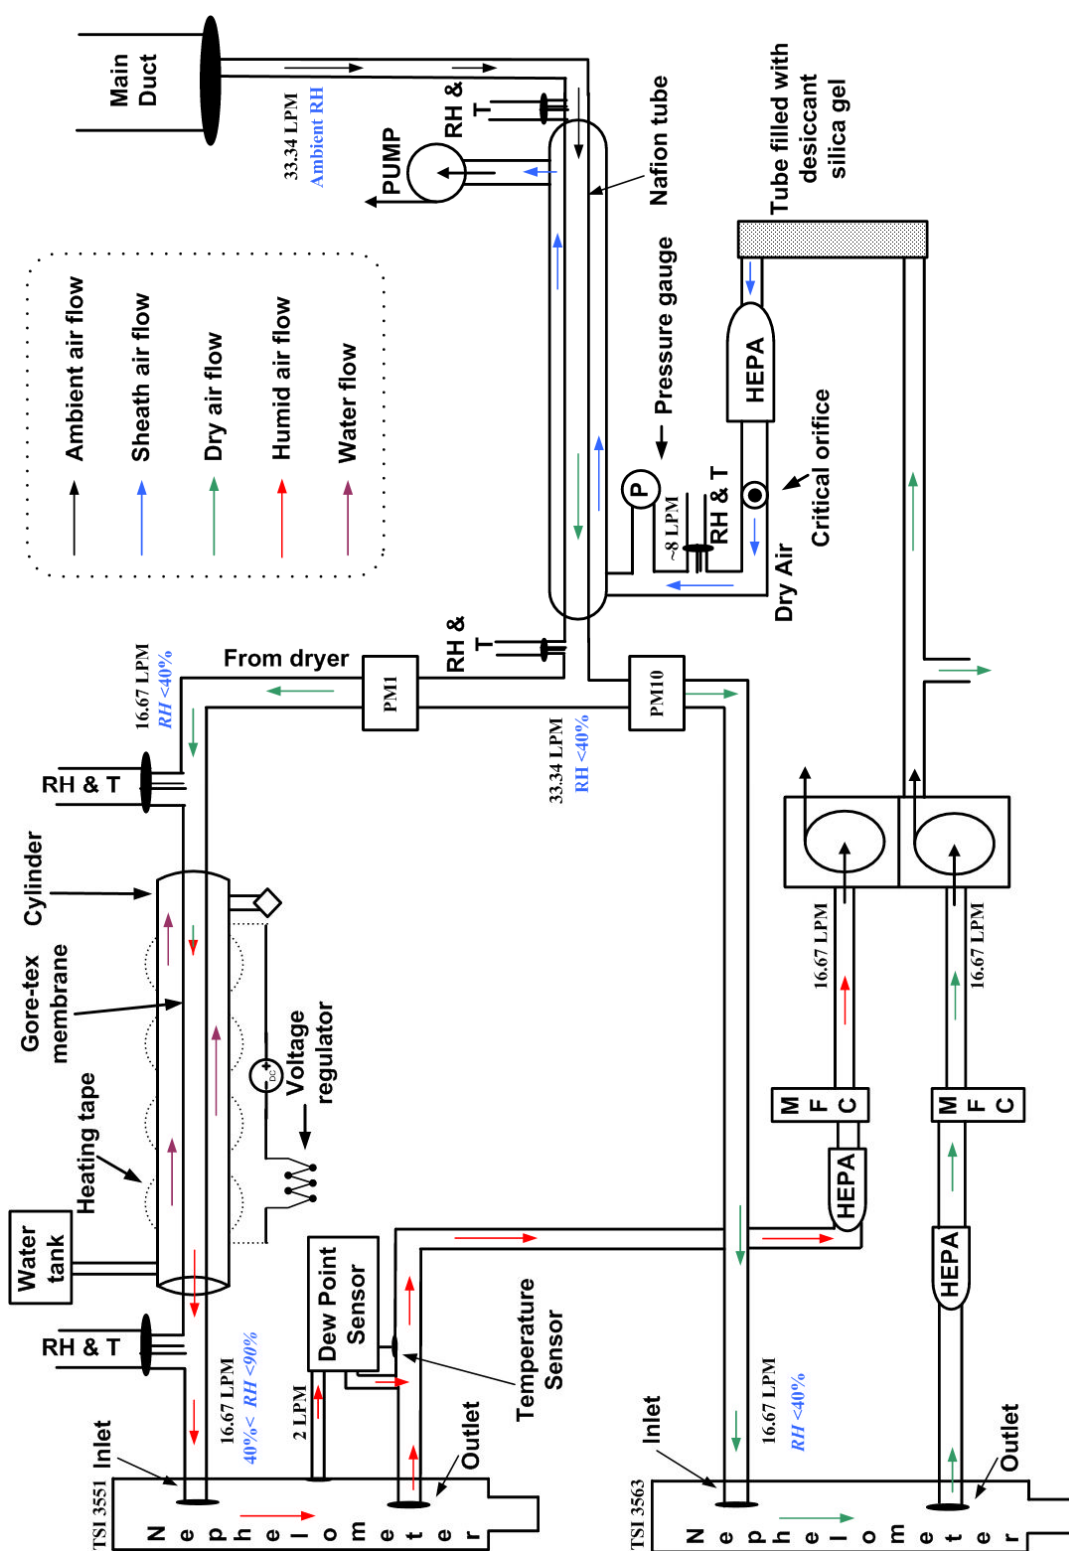 Main
Duct
33.34 LPM
Ambient RH
PUMP
RH &
T
Nafion tube
Tube filled with
desiccant
silica gel
Ambient air flow
Sheath air flow
Dry air flow
Humid air flow
Water flow
Pressure gauge
HEPA
P
~8 LPM
RH & T
Critical orifice
Dry Air
RH &
T
From dryer
16.67 LPM
RH <40%
PM1
PM10
33.34 LPM
RH <40%
RH & T
Cylinder
Gore-tex
membrane
Heating tape
DC
Voltage
regulator
Water
tank
RH & T
Dew Point
Sensor
Temperature
Sensor
16.67 LPM
40%< RH <90%
2 LPM
Inlet
Outlet
TSI 3551
Nephelometer
16.67 LPM
16.67 LPM
MFC
MFC
HEPA
HEPA
16.67 LPM
RH <40%
Inlet
Outlet
TSI 3563
Nephelometer